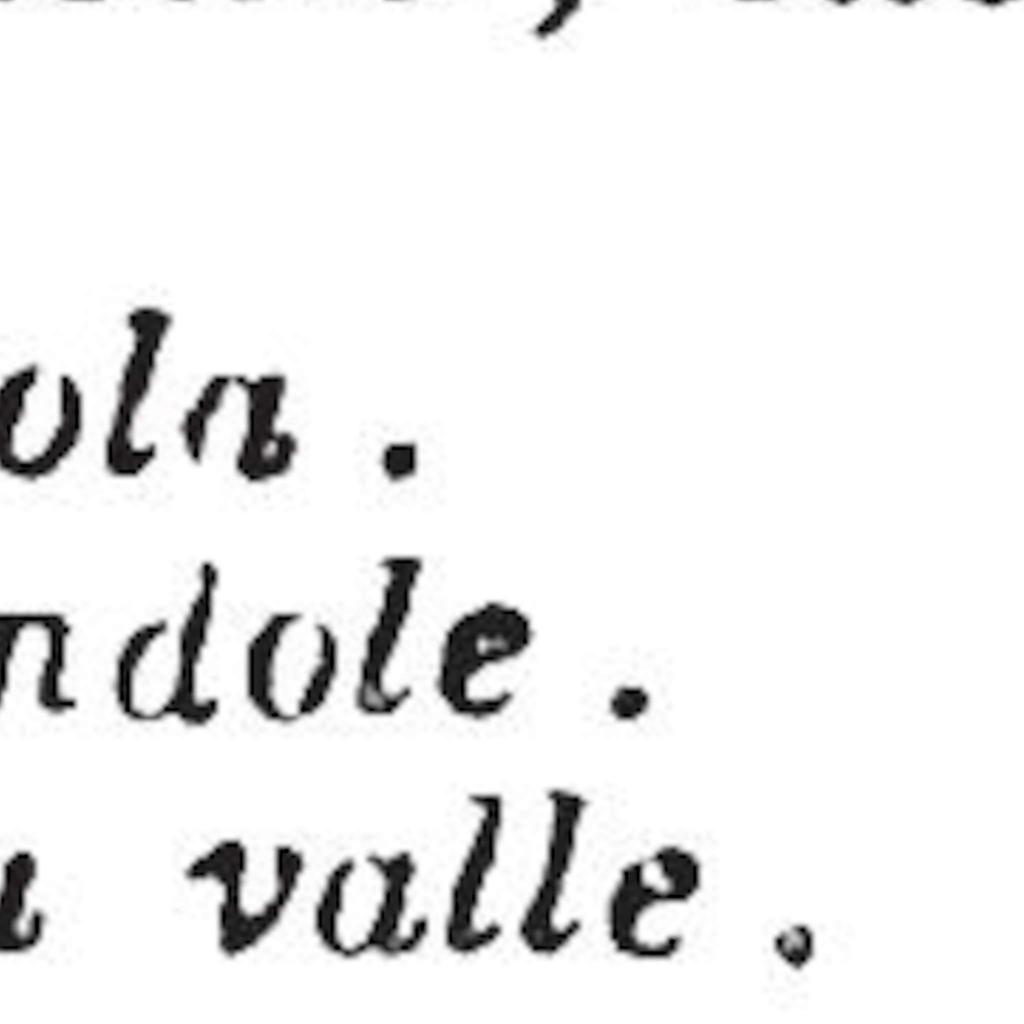 ola .
ndole .
a valle .